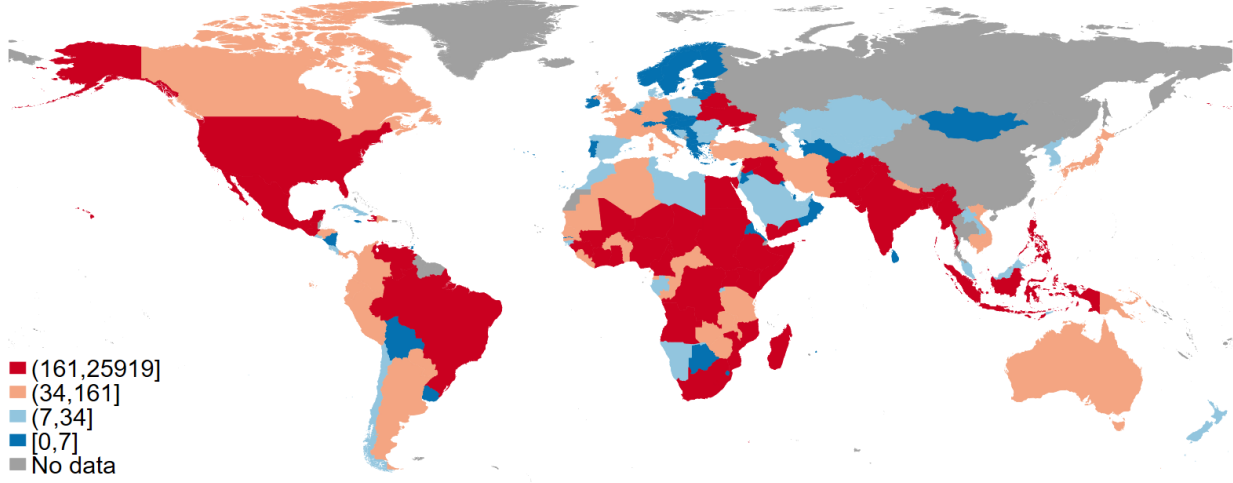 (161,25919]
(34,161]
(7,34]
[0,7]
No data